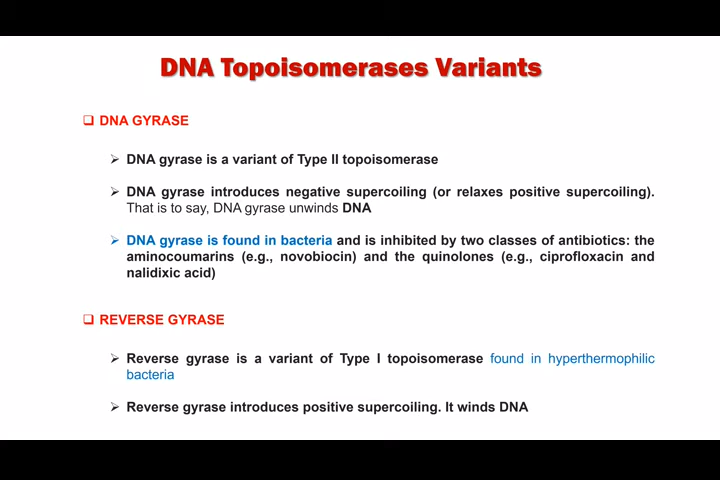 DNA Topoisomerases Variants
DNA GYRASE
DNA gyrase is a variant of Type II topoisomerase
DNA gyrase introduces negative supercoiling (or relaxes positive supercoiling).
That is to say, DNA gyrase unwinds DNA
DNA gyrase is found in bacteria and is inhibited by two classes of antibiotics: the
aminocoumarins (e.g., novobiocin) and the quinolones (e.g., ciprofloxacin and
nalidixic acid)
REVERSE GYRASE
Reverse gyrase is a variant of Type I topoisomerase found in hyperthermophilic
bacteria
Reverse gyrase introduces positive supercoiling. It winds DNA